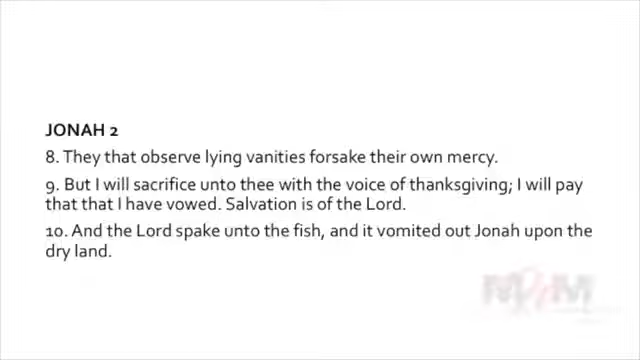 JONAH 2
8. They that observe lying vanities forsake their own mercy.
9. But I will sacrifice unto thee with the voice of thanksgiving; I will pay
that that I have vowed. Salvation is of the Lord.
10. And the Lord spake unto the fish, and it vomited out Jonah upon the
dry land.